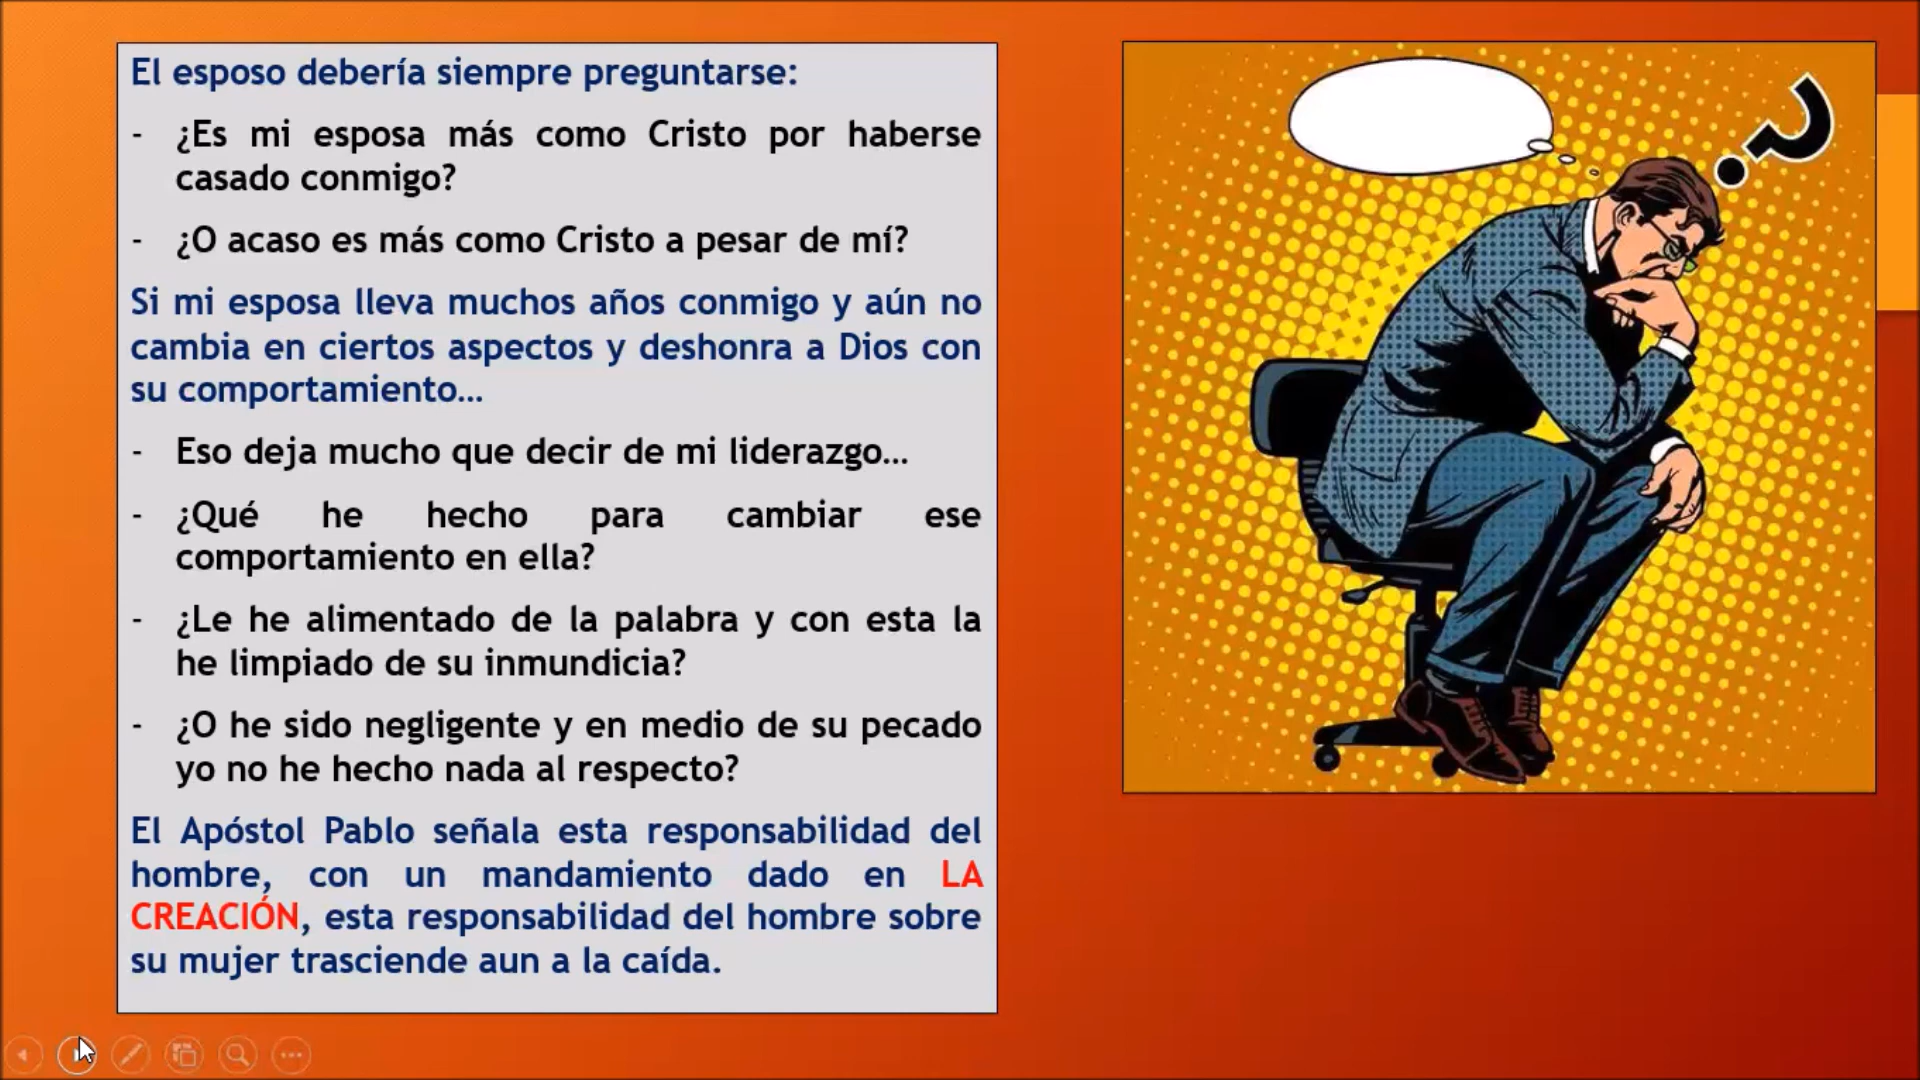 El esposo debería siempre preguntarse:
- ¿Es mi esposa más como Cristo por haberse
casado conmigo?
- ¿O acaso es más como Cristo a pesar de mí?
Si mi esposa lleva muchos años conmigo y aún no
cambia en ciertos aspectos y deshonra a Dios con
su comportamiento...
- Eso deja mucho que decir de mi liderazgo...
- ¿Qué he hecho para cambiar ese
comportamiento en ella?
- ¿Le he alimentado de la palabra y con esta la
he limpiado de su inmundicia?
- ¿O he sido negligente y en medio de su pecado
yo no he hecho nada al respecto?
El Apóstol Pablo señala esta responsabilidad del
hombre, con un mandamiento dado en LA
CREACIÓN, esta responsabilidad del hombre sobre
su mujer trasciende aun a la caída.
?